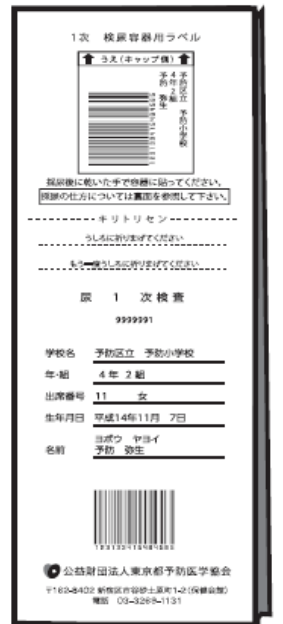 1次 検尿容器用ラベル
うえ(キャップ側)
予防区立 予防小学校
4年2組
予防 弥生
採尿後に乾いた手で容器に貼ってください。
採尿の仕方については裏面を参照して下さい。
キリトリセン
うしろに折りまげてください
もう一度うしろに折りまげてください
尿 1 次検査
9999991
学校名 予防区立 予防小学校
年・組 4年 2組
出席番号 11 女
生年月日 平成14年11月 7日
ヨボウ ヤヨイ
名前 予防 弥生
公益財団法人東京都予防医学協会
〒162-8402 新宿区市谷砂土原町1-2(保健会館)
電話 03-3269-1131